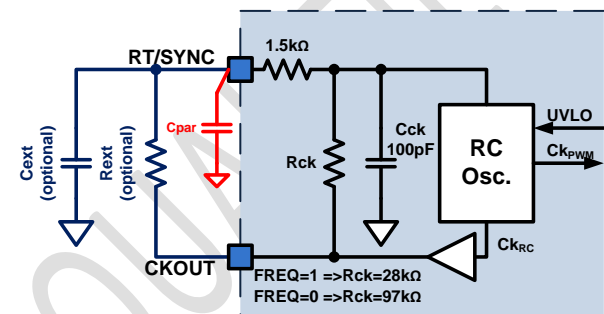 RT/SYNC
1.5kΩ
Cpar
Cext
(optional)
Rext
(optional)
Rck
Cck
100pF
RC
Osc.
UVLO
CkPWM
CkRC
CKOUT
FREQ=1 =>Rck=28kΩ
FREQ=0 =>Rck=97kΩ